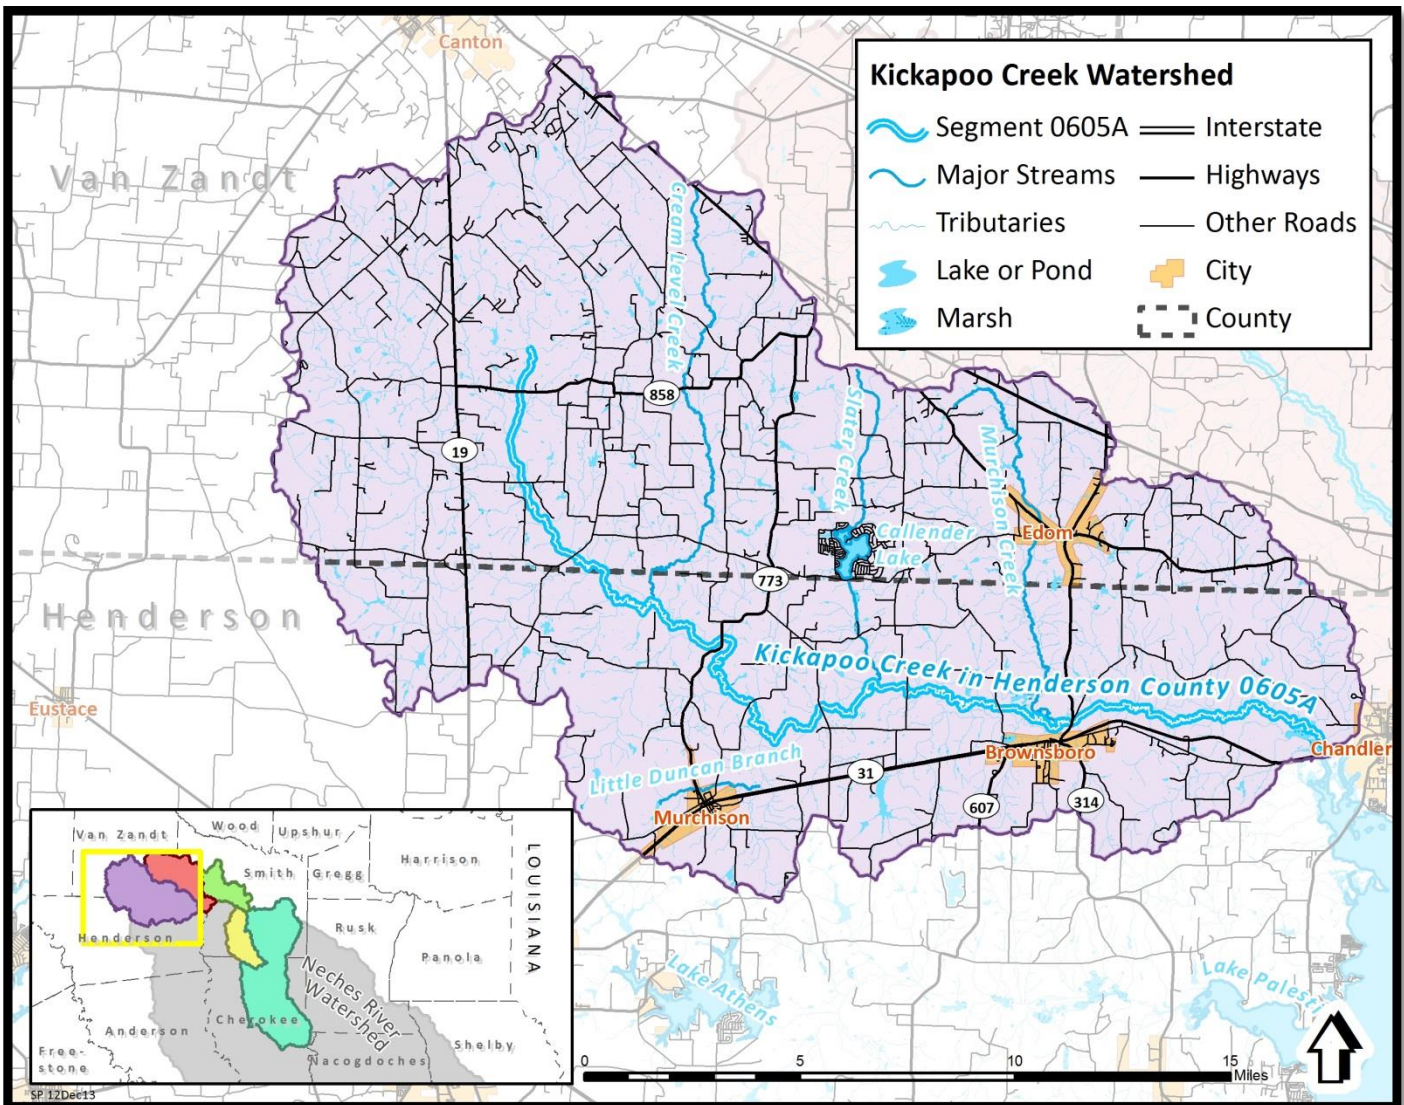 Canton
Kickapoo Creek Watershed
Segment 0605A
Interstate
Major Streams
Highways
Tributaries
Other Roads
Lake or Pond
City
Marsh
County
Van Zandt
Cream Level Creek
858
19
Slater Creek
Murchison Creek
Callender
Lake
Edom
773
Henderson
Kickapoo Creek in Henderson County 0605A
Eustace
Chandler
Brownsboro
Little Duncan Branch
31
607
314
Murchison
Van Zandt
Wood
Upshur
Harrison
Smith
Gregg
LOUISIANA
Rusk
Henderson
Panola
Neches River
Watershed
Anderson
Cherokee
Shelby
Free-
stone
Nacogdoches
Lake Athens
Lake Palest
0
5
10
15
Miles
SP 12Dec13